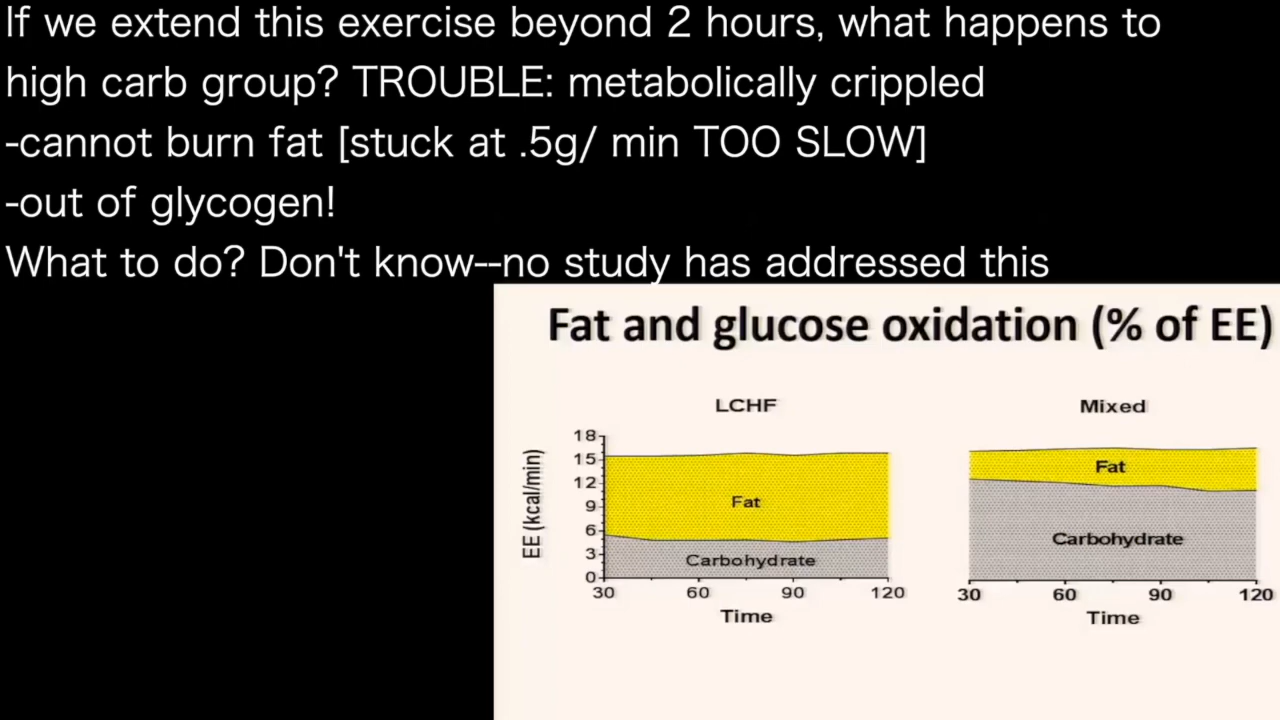 If we extend this exercise beyond 2 hours, what happens to
high carb group? TROUBLE: metabolically crippled
-cannot burn fat [stuck at .5g/ min TOO SLOW]
-out of glycogen!
What to do? Don't know--no study has addressed this
Fat and glucose oxidation (% of EE)
LCHF
EE (kcal/min)
18
15
12
9
6
3
0
Fat
Carbohydrate
30 60 90 120
Time
Mixed
Fat
Carbohydrate
30 60 90 120
Time